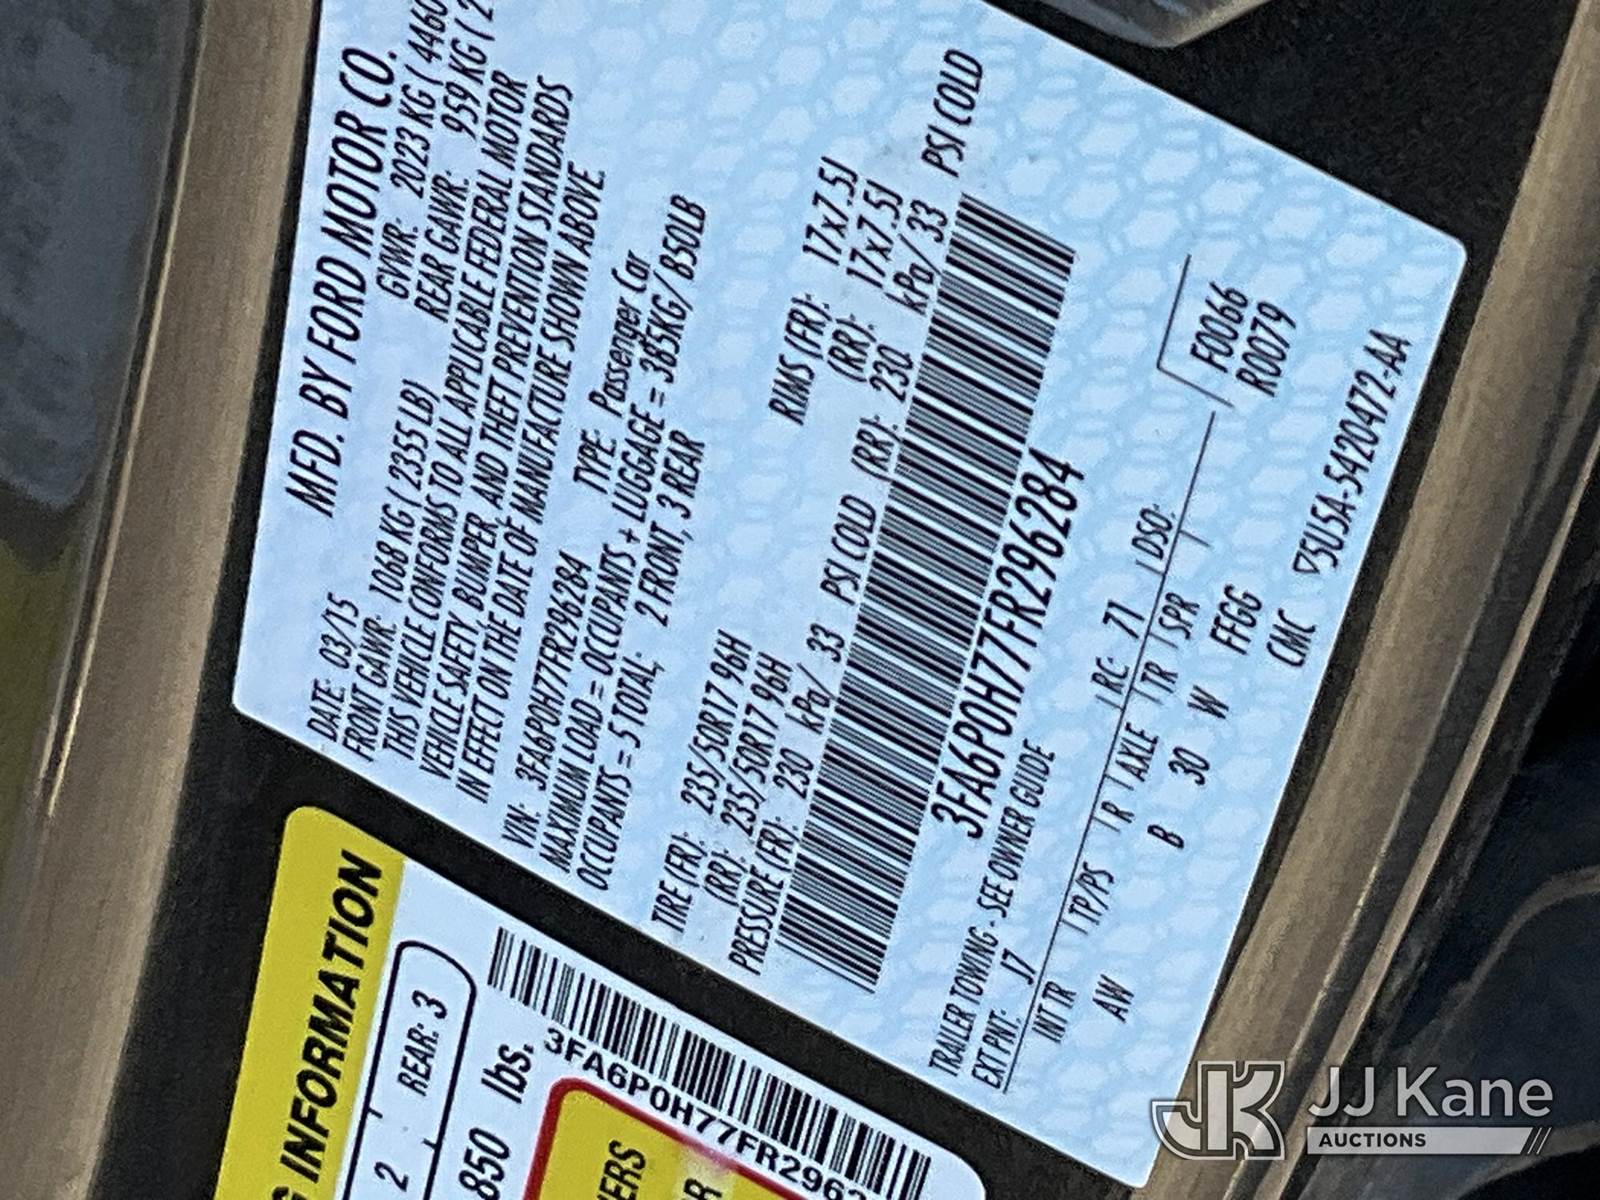 MFD. BY FORD MOTOR CO.
DATE: 03/15 GVWR: 2023 KG ( 4460
FRONT GAWR: 1068 KG ( 2355 LB) REAR GAWR: 959 KG ( 2
THIS VEHICLE CONFORMS TO ALL APPLICABLE FEDERAL MOTOR
VEHICLE SAFETY, BUMPER, AND THEFT PREVENTION STANDARDS
IN EFFECT ON THE DATE OF MANUFACTURE SHOWN ABOVE.
VIN: 3FA6P0H77FR296284 TYPE: Passenger Car
MAXIMUM LOAD = OCCUPANTS + LUGGAGE = 385KG / 850LB
OCCUPANTS = 5 TOTAL, 2 FRONT, 3 REAR
TIRE (FR): 235/50R17 96H RIMS (FR): 17x7.5J
(RR): 235/50R17 96H (RR): 17x7.5J
PRESSURE (FR): 230 kPa/ 33 PSI COLD (RR): 230 kPa/ 33 PSI COLD
3FA6P0H77FR296284
TRAILER TOWING - SEE OWNER GUIDE
EXT PNT: J7 RC: 71 DSO: F0066
INT TR TP/PS R AXLE TR SPR R0079
AW B 30 W FFGG
CMC 5U5A-5420472-AA
INFORMATION
2 REAR: 3
850 lbs.
3FA6P0H77FR2962
JJ Kane
AUCTIONS